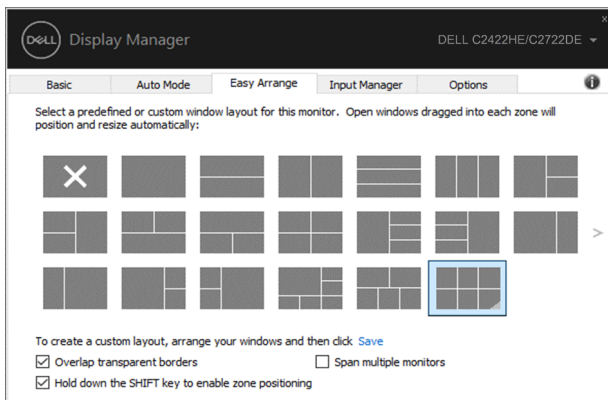 DELL Display Manager DELL C2422HE/C2722DE
Basic Auto Mode Easy Arrange Input Manager Options
Select a predefined or custom window layout for this monitor. Open windows dragged into each zone will
position and resize automatically:
To create a custom layout, arrange your windows and then click Save
Overlap transparent borders Span multiple monitors
Hold down the SHIFT key to enable zone positioning